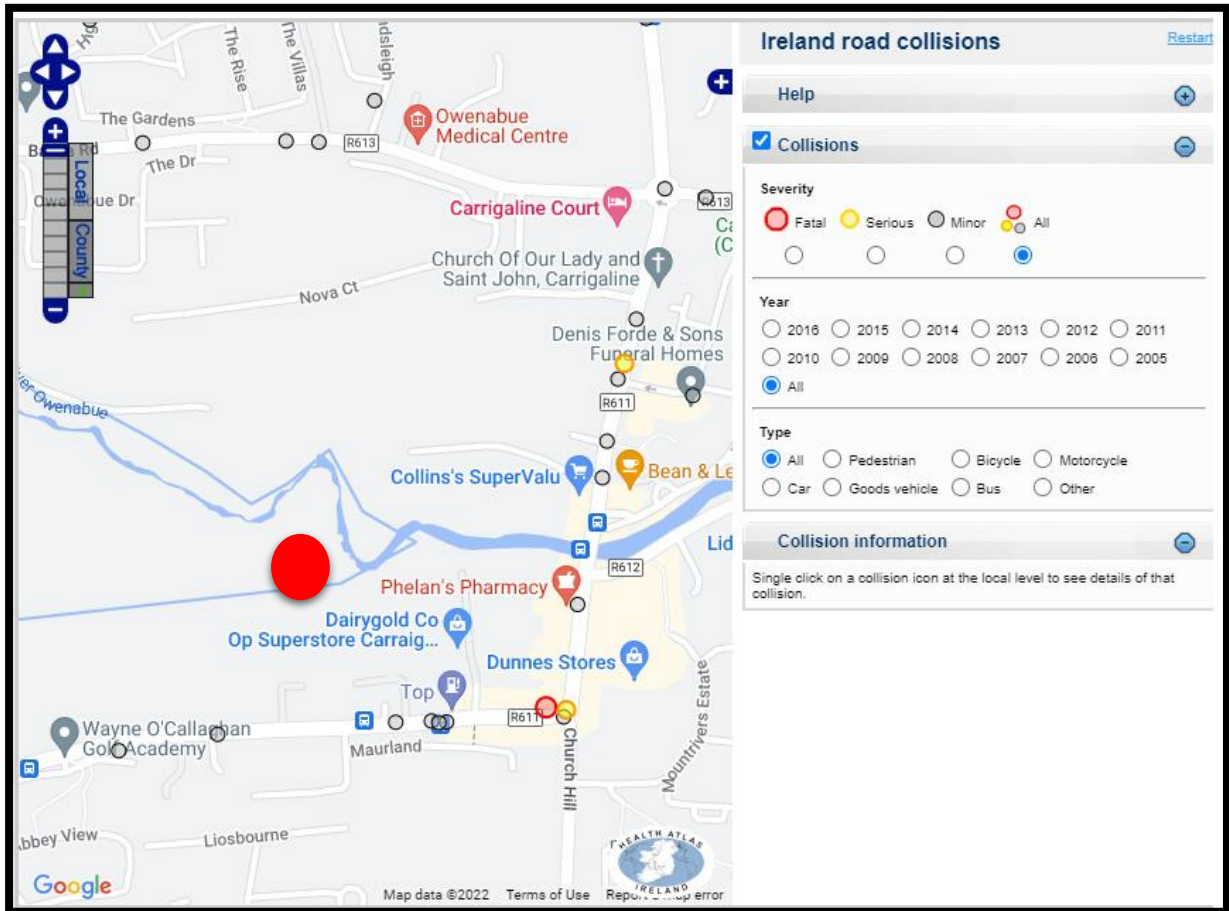 Ireland road collisions
Restart
Help
Collisions
Severity
Fatal Serious Minor All
Year
2016 2015 2014 2013 2012 2011
2010 2009 2008 2007 2006 2005
All
Type
All Pedestrian Bicycle Motorcycle
Car Goods vehicle Bus Other
Collision information
Single click on a collision icon at the local level to see details of that
collision.
The Rise
The Villas
The Gardens
The Dr
Local
County
R613
Owenabue
Medical Centre
Carrigaline Court
R613
Church Of Our Lady and
Saint John, Carrigaline
Nova Ct
Denis Forde & Sons
Funeral Homes
R611
Collins's SuperValu
Bean & Le
Lid
R612
Phelan's Pharmacy
Dairygold Co
Op Superstore Carraig...
Dunnes Stores
Top
R611
Wayne O'Callaghan
Golf Academy
Maurland
Church Hill
Mountrivers Estate
Liosbourne
HEALTH ATLAS
IRELAND
Google
Map data ©2022 Terms of Use